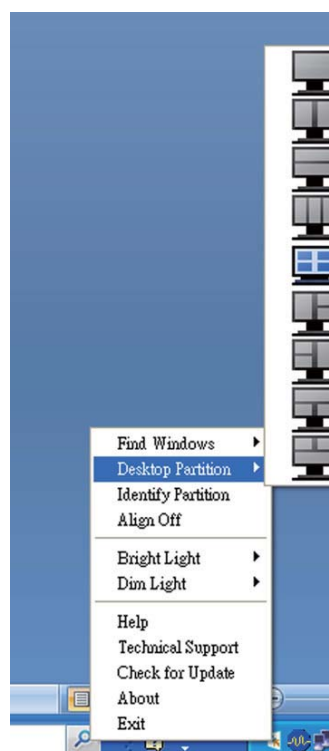 Find Windows
Desktop Partition
Identify Partition
Align Off
Bright Light
Dim Light
Help
Technical Support
Check for Update
About
Exit